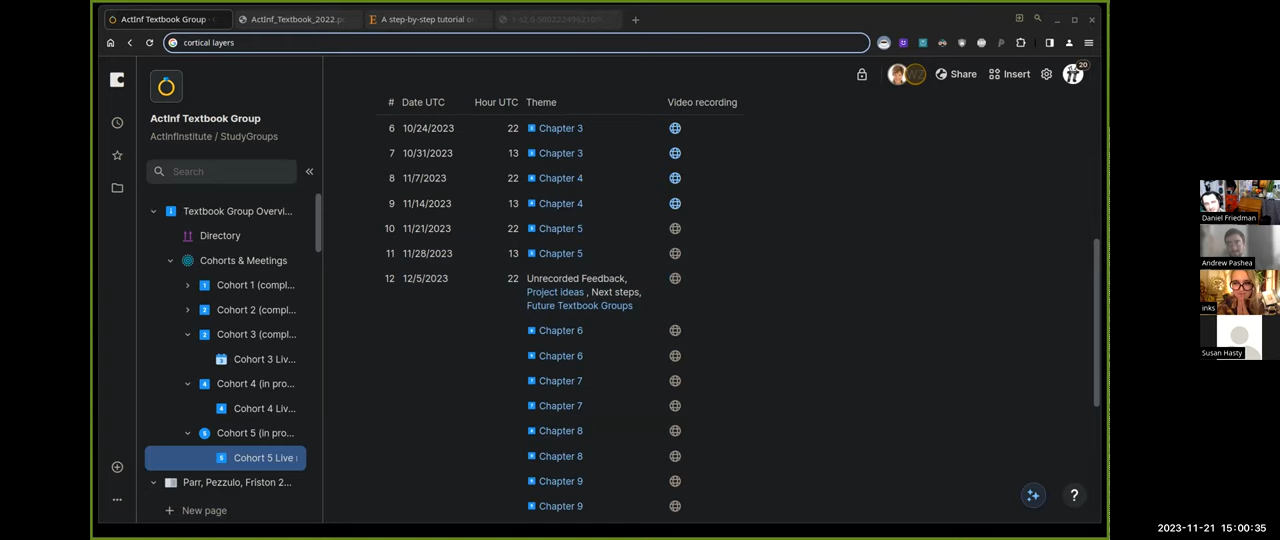 ActInf Textbook Group -
ActInf_Textbook_2022.p
A step-by-step tutorial o
cortical layers
20
Share
Insert
ActInf Textbook Group
ActInfInstitute / StudyGroups
Search
Textbook Group Overvi...
Directory
Cohorts & Meetings
Cohort 1 (compl...
Cohort 2 (compl...
Cohort 3 (compl...
Cohort 3 Liv...
Cohort 4 (in pro...
Cohort 4 Liv...
Cohort 5 (in pro...
Cohort 5 Live
Parr, Pezzulo, Friston 2...
New page
# Date UTC Hour UTC Theme Video recording
6 10/24/2023 22 Chapter 3
7 10/31/2023 13 Chapter 3
8 11/7/2023 22 Chapter 4
9 11/14/2023 13 Chapter 4
10 11/21/2023 22 Chapter 5
11 11/28/2023 13 Chapter 5
12 12/5/2023 22 Unrecorded Feedback,
Project ideas , Next steps,
Future Textbook Groups
Chapter 6
Chapter 6
Chapter 7
Chapter 7
Chapter 8
Chapter 8
Chapter 9
Chapter 9
?
Daniel Friedman
Andrew Pashea
inks
Susan Hasty
2023-11-21 15:00:35